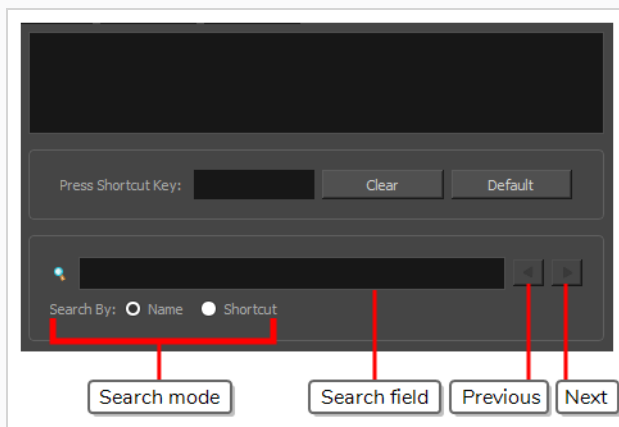 Press Shortcut Key:
Clear
Default
Search By:
Name
Shortcut
Search mode
Search field
Previous
Next